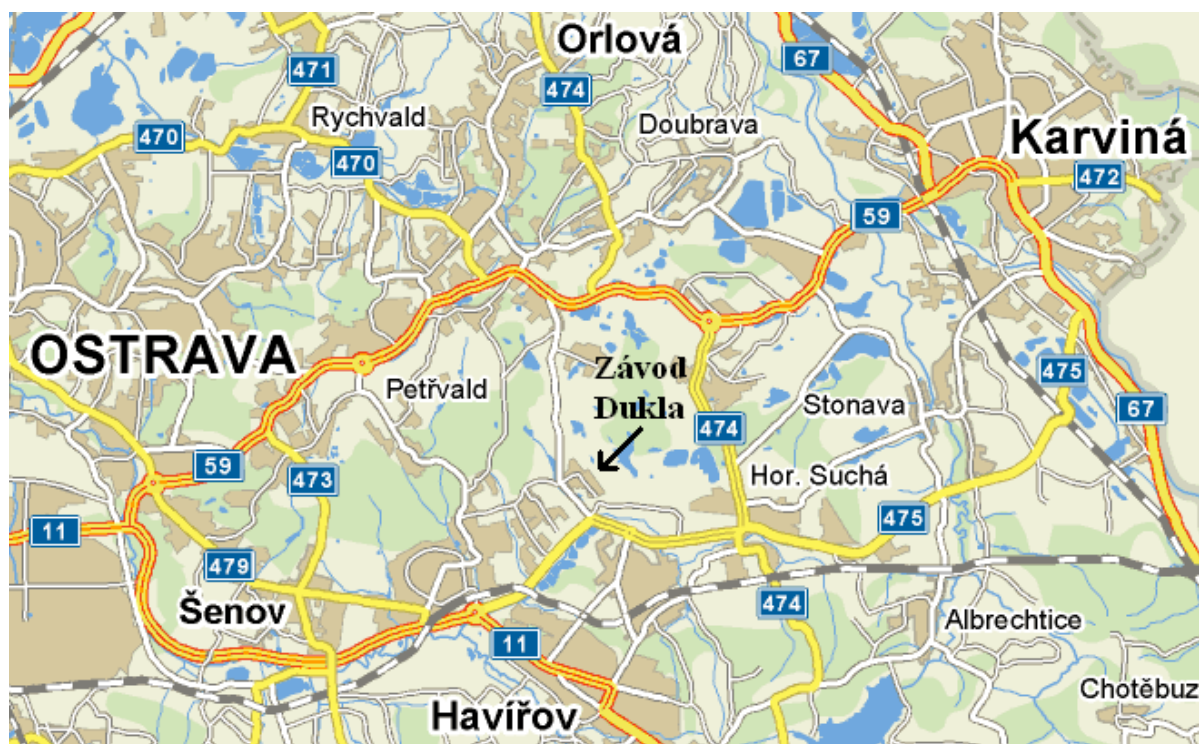 Orlová
67
471
474
Rychvald
Doubrava
Karviná
470
470
472
59
OSTRAVA
Závod
Dukla
Petřvald
475
Stonava
474
67
59
473
Hor. Suchá
475
11
479
Šenov
474
Albrechtice
11
Chotěbuz
Havířov